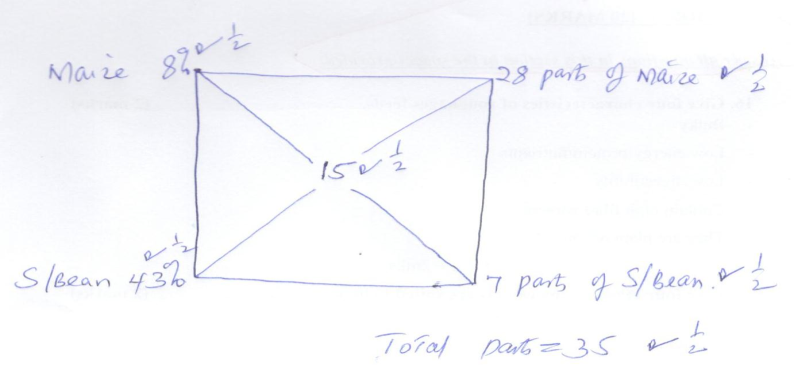 Maize 8% ✓ 1/2
28 parts of Maize ✓ 1/2
15 ✓ 1/2
✓ 1/2
S/Bean 43%
7 parts of S/Bean. ✓ 1/2
Total parts = 35 ✓ 1/2